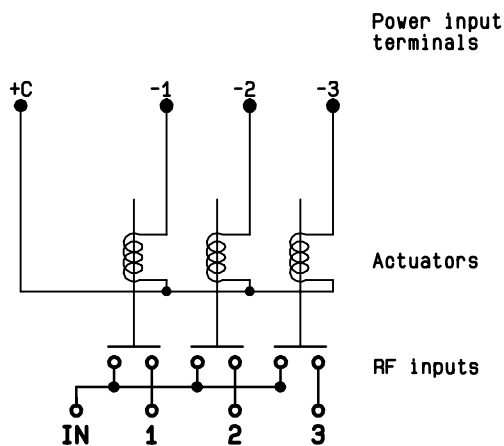 Power input
terminals
+C -1 -2 -3
Actuators
RF inputs
IN 1 2 3